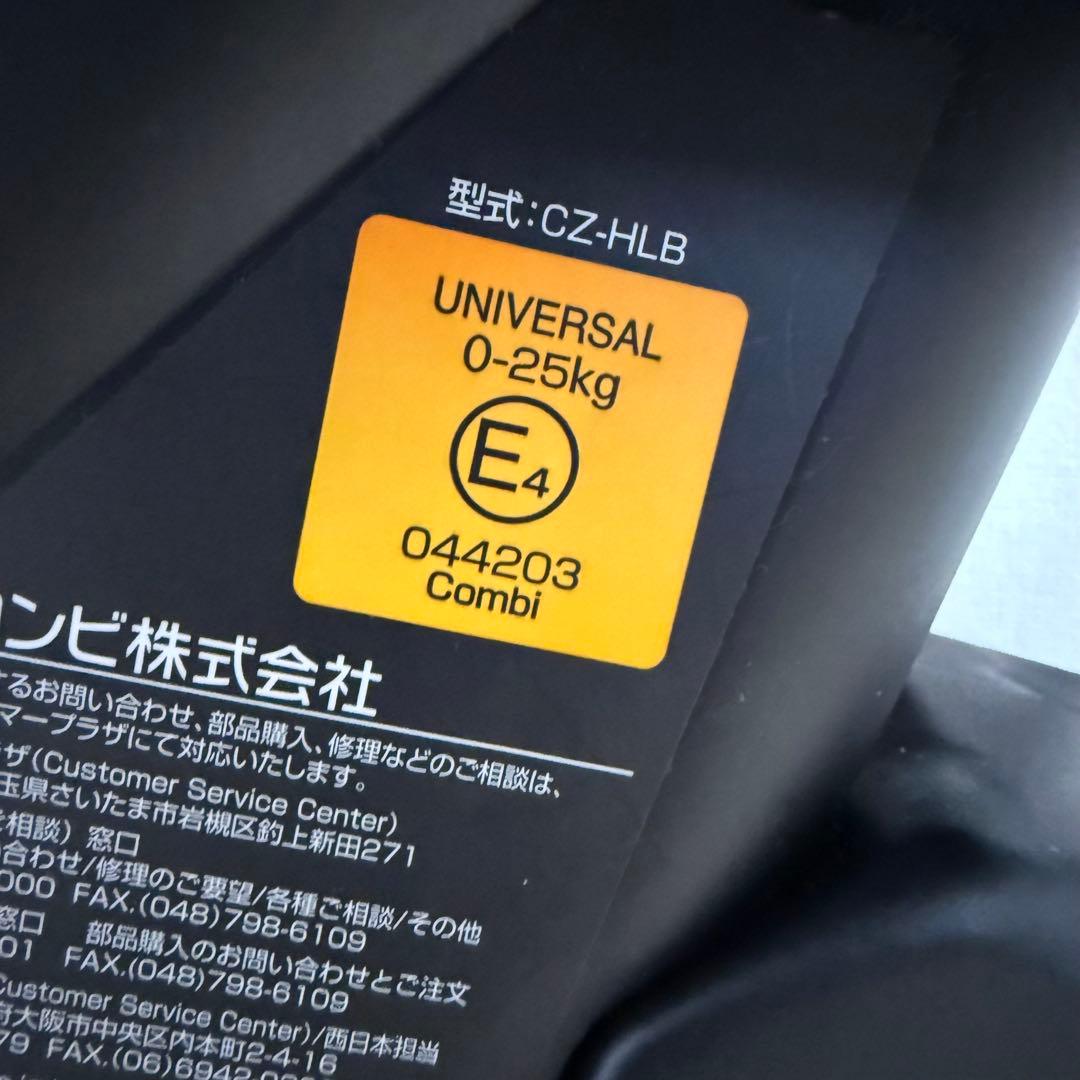 型式:CZ-HLB
UNIVERSAL
0-25kg
E4
044203
Combi
ンビ株式会社
するお問い合わせ、部品購入、修理などのご相談は、
マープラザにて対応いたします。
ザ(Customer Service Center)
玉県さいたま市岩槻区釣上新田271
相談) 窓口
合わせ/修理のご要望/各種ご相談/その他
000 FAX.(048)798-6109
窓口 部品購入のお問い合わせとご注文
01 FAX.(048)798-6109
Customer Service Center)/西日本担当
府大阪市中央区内本町2-4-16
79 FAX.(06)6942-0